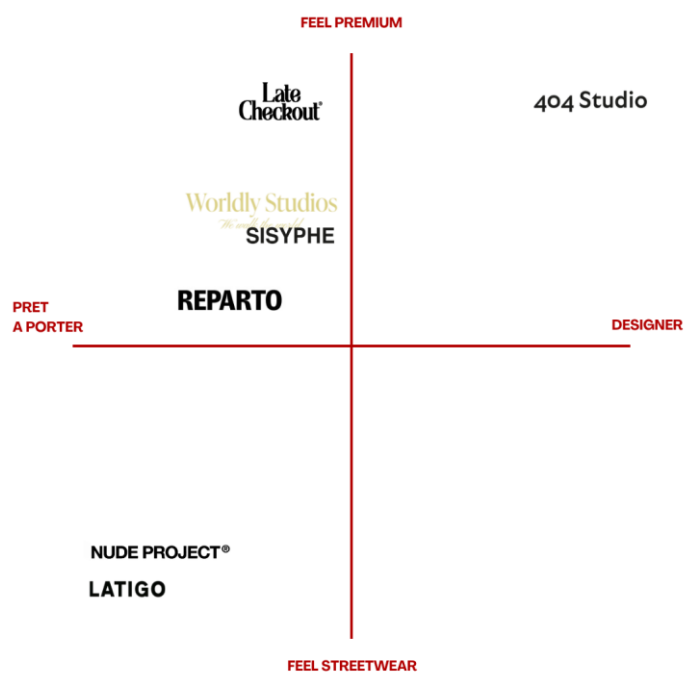 FEEL PREMIUM
Late
Checkout®
404 Studio
Worldly Studios
SISYPHE
REPARTO
PRET
A PORTER
DESIGNER
NUDE PROJECT®
LATIGO
FEEL STREETWEAR